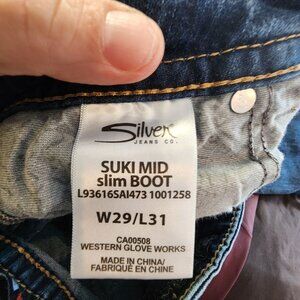 Silver
JEANS CO.
SUKI MID
slim BOOT
L93616SAI473 1001258
W29/L31
CA00508
WESTERN GLOVE WORKS
MADE IN CHINA/
FABRIQUÉ EN CHINE